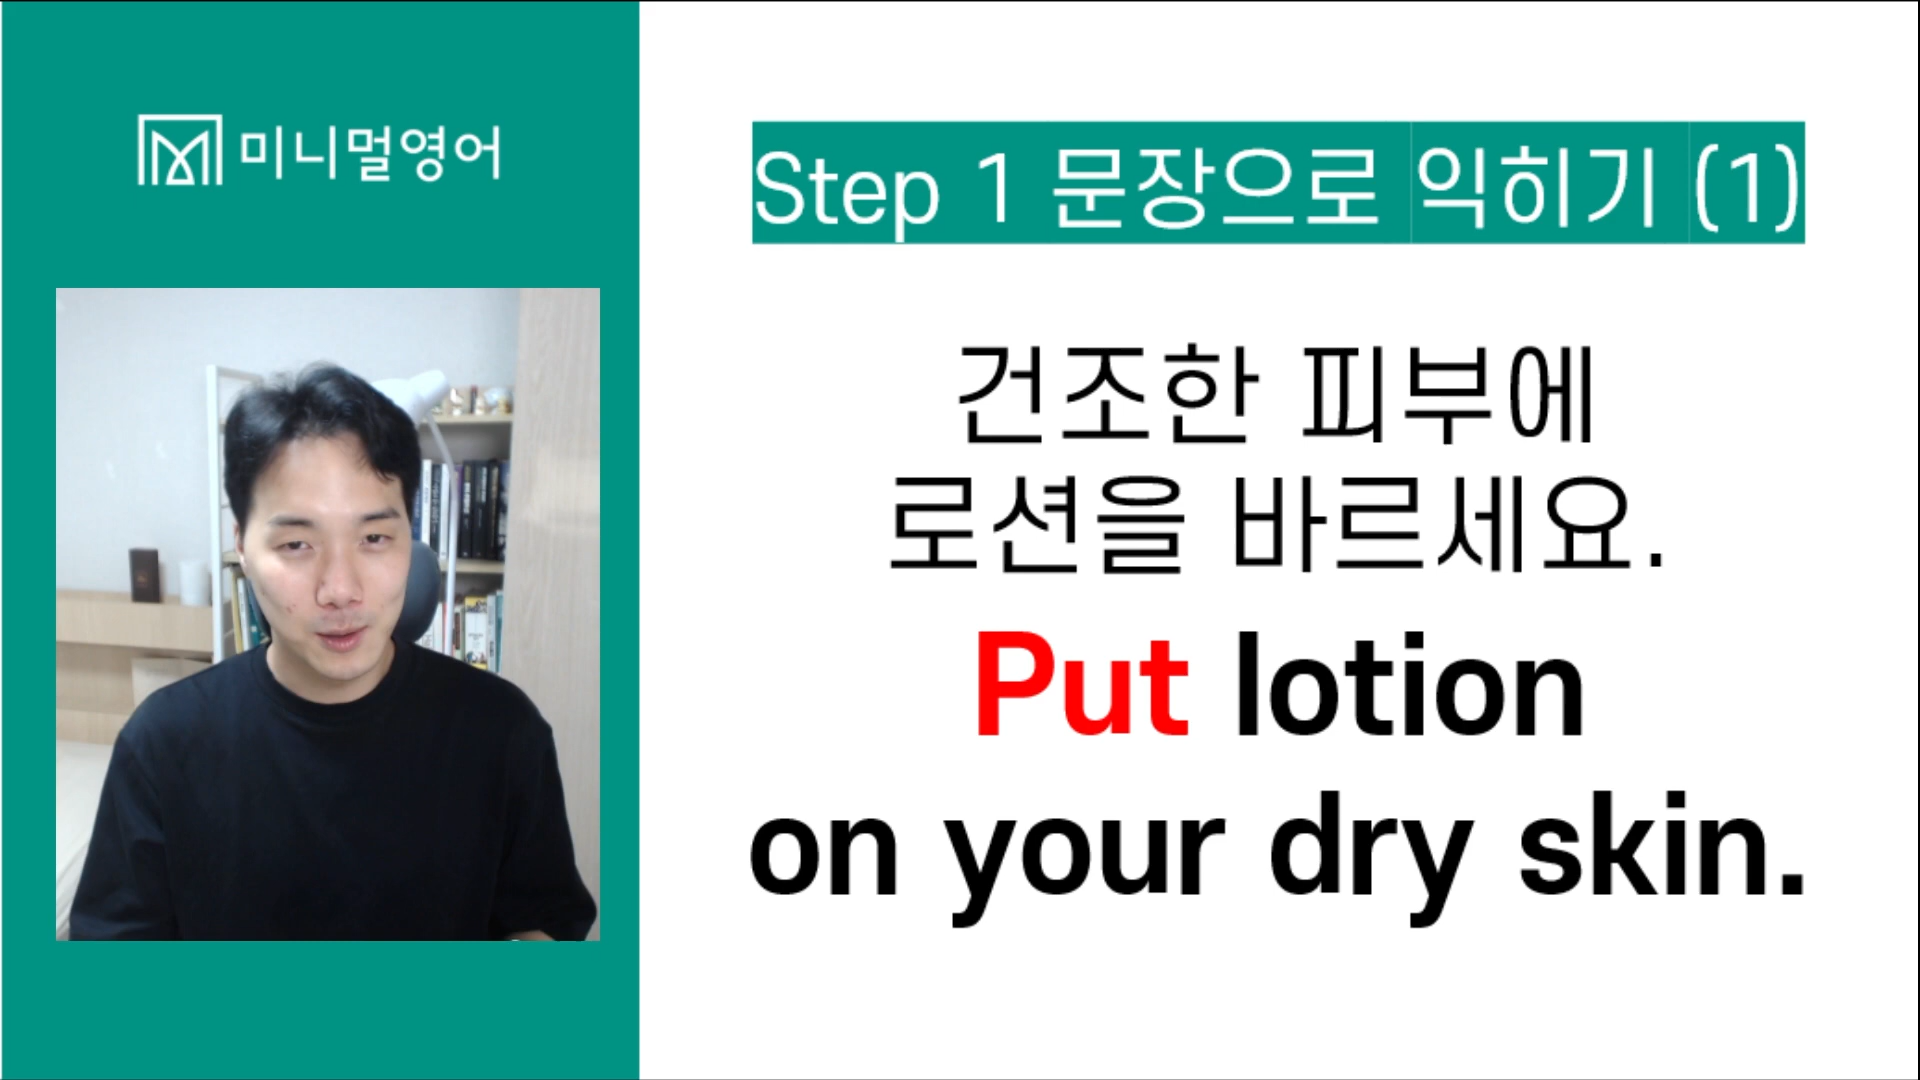 미니멀영어
Step 1 문장으로 익히기 (1)
건조한 피부에
로션을 바르세요.
Put lotion
on your dry skin.